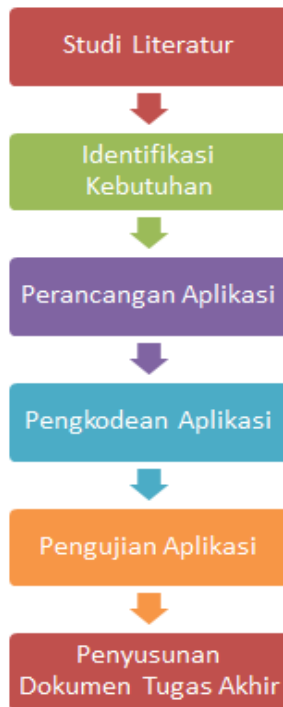 Studi Literatur
Identifikasi
Kebutuhan
Perancangan Aplikasi
Pengkodean Aplikasi
Pengujian Aplikasi
Penyusunan
Dokumen Tugas Akhir